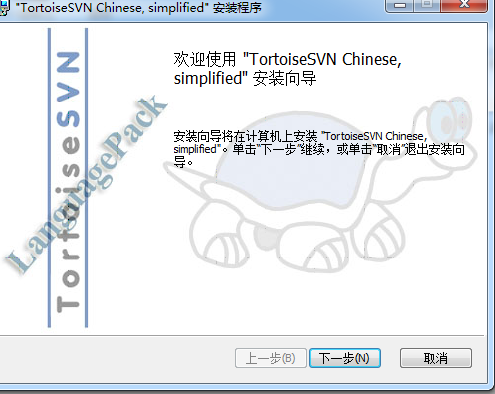 "TortoiseSVN Chinese, simplified" 安装程序
欢迎使用 "TortoiseSVN Chinese,
simplified" 安装向导
安装向导将在计算机上安装 "TortoiseSVN Chinese,
simplified"。单击“下一步”继续，或单击“取消”退出安装向
导。
TortoiseSVN
LanguagePack
上一步(B)
下一步(N)
取消